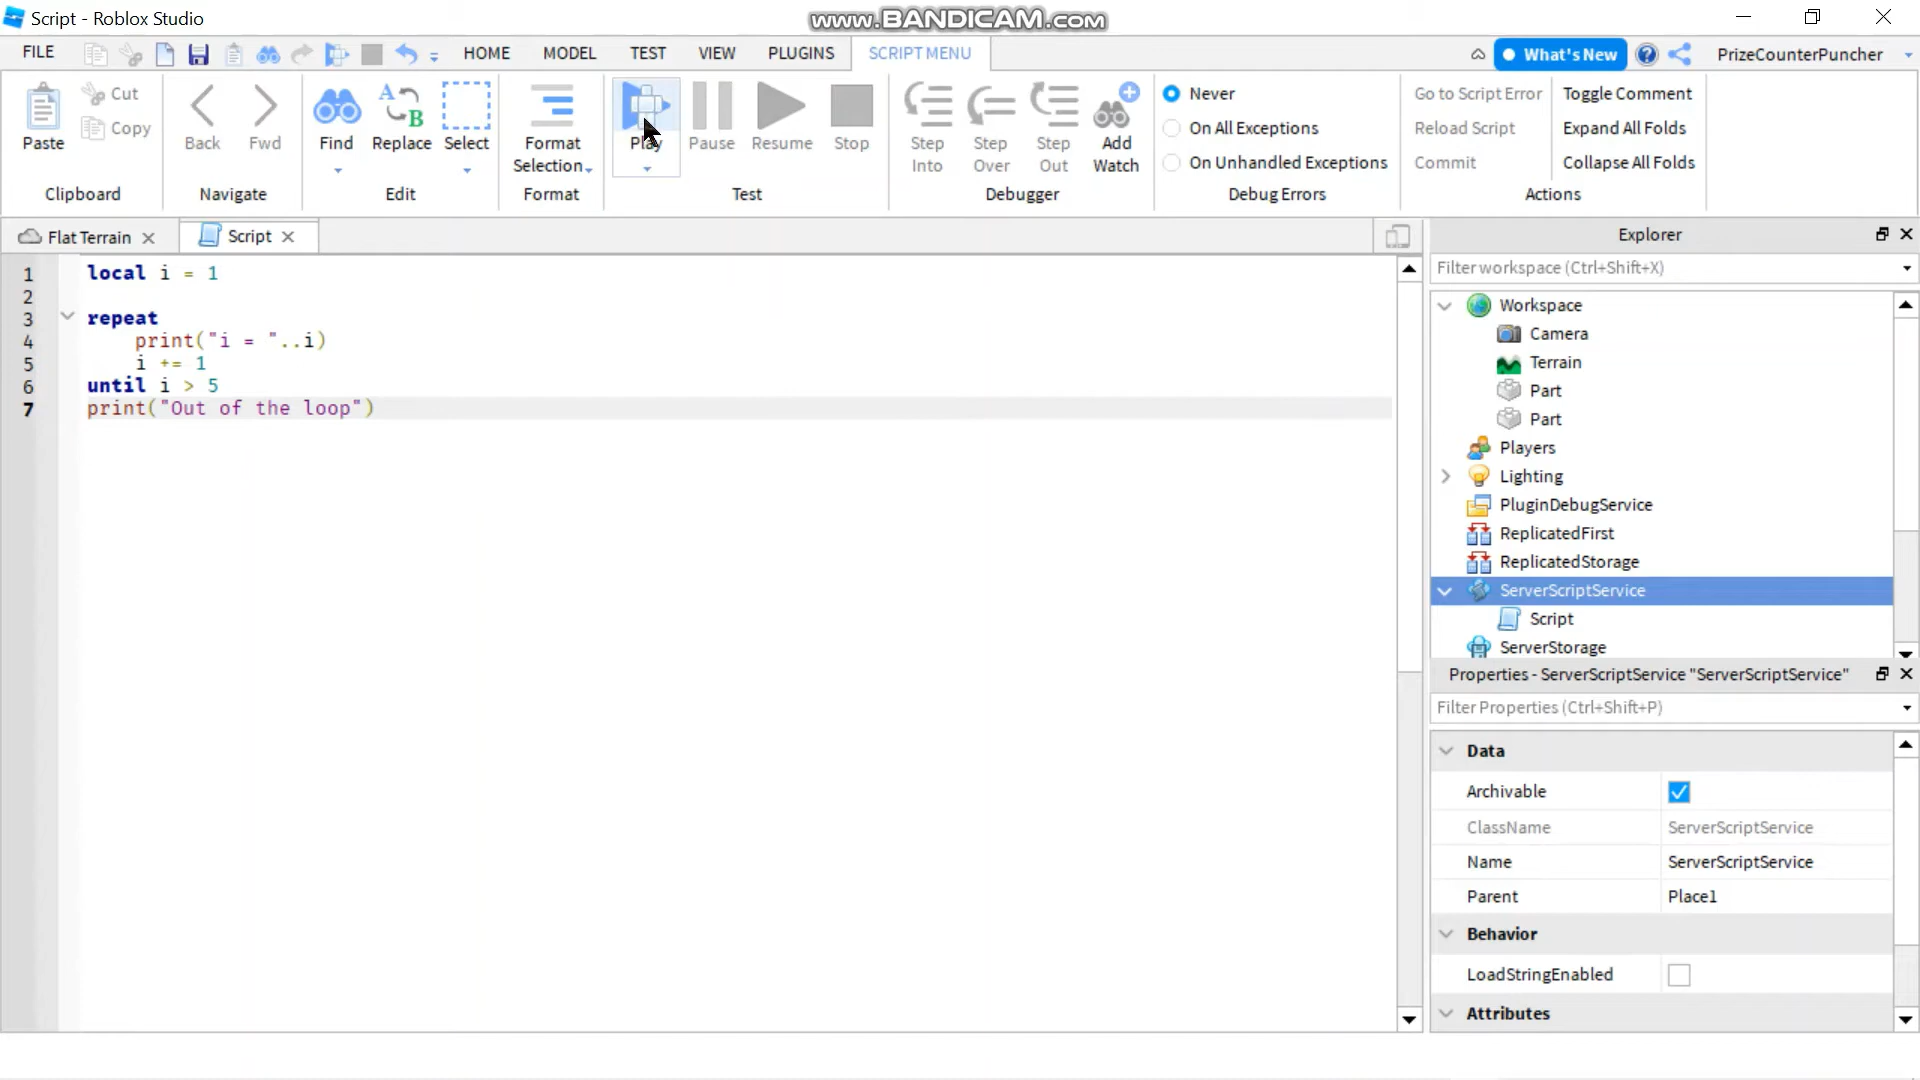 Script - Roblox Studio
www.BANDICAM.com
FILE
HOME
MODEL
TEST
VIEW
PLUGINS
SCRIPT MENU
What's New
PrizeCounterPuncher
Paste
Cut
Copy
Clipboard
Back
Fwd
Navigate
Find
Replace
Select
Edit
Format
Selection
Format
Play
Pause
Resume
Stop
Test
Step
Into
Step
Over
Step
Out
Add
Watch
Debugger
Never
On All Exceptions
On Unhandled Exceptions
Debug Errors
Go to Script Error
Reload Script
Commit
Toggle Comment
Expand All Folds
Collapse All Folds
Actions
Flat Terrain
Script
1 local i = 1
2
3 repeat
4 print("i = "..i)
5 i += 1
6 until i > 5
7 print("Out of the loop")
Explorer
Filter workspace (Ctrl+Shift+X)
Workspace
Camera
Terrain
Part
Part
Players
Lighting
PluginDebugService
ReplicatedFirst
ReplicatedStorage
ServerScriptService
Script
ServerStorage
Properties - ServerScriptService "ServerScriptService"
Filter Properties (Ctrl+Shift+P)
Data
Archivable
ClassName ServerScriptService
Name ServerScriptService
Parent Place1
Behavior
LoadStringEnabled
Attributes